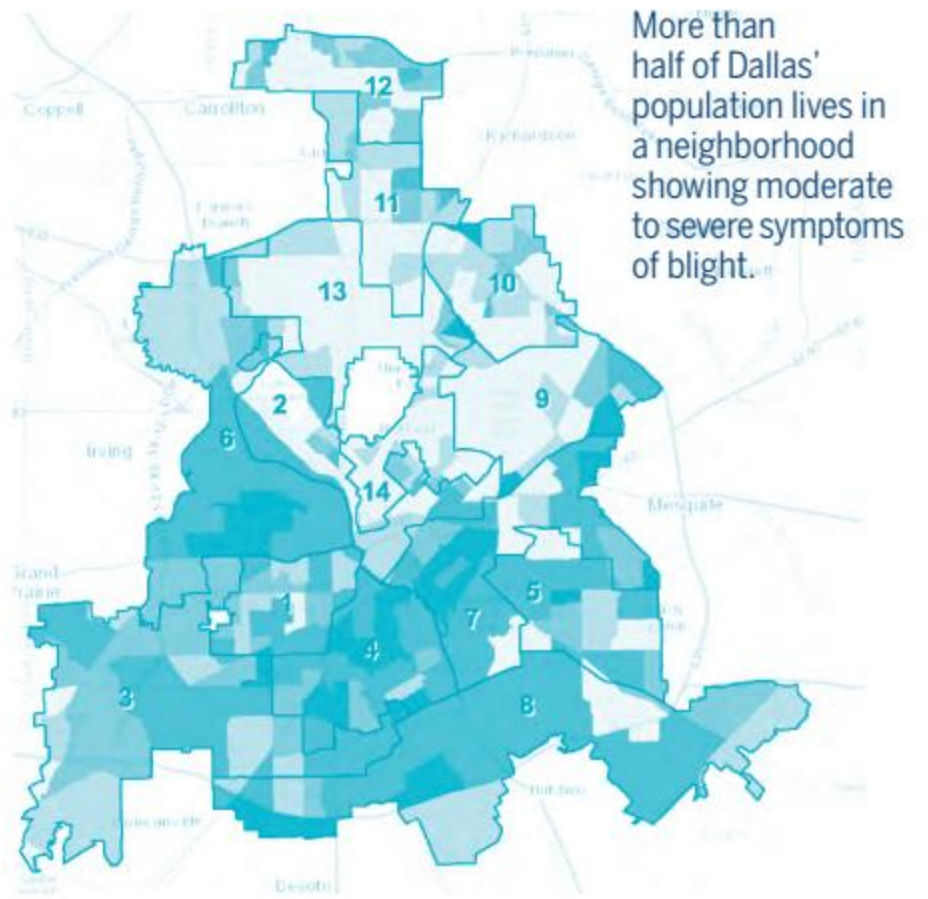 More than
half of Dallas'
population lives in
a neighborhood
showing moderate
to severe symptoms
of blight.
12
Coppell
Carrollton
Richardson
11
10
13
9
2
6
Irving
14
Mesquite
Grand
Prairie
5
1
7
4
3
8
Hutchins
Duncanville
Desoto